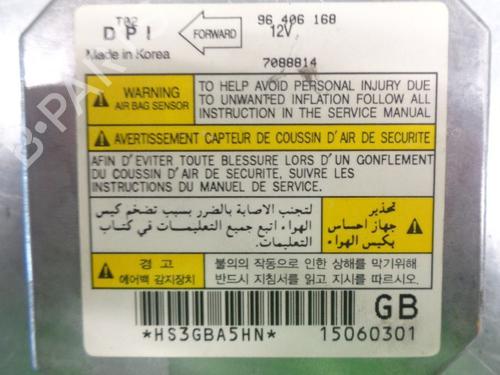 T02
96 406 168
DPI
FORWARD
12V
Made in Korea
7088814
WARNING
AIR BAG SENSOR
TO HELP AVOID PERSONAL INJURY DUE
TO UNWANTED INFLATION FOLLOW ALL
INSTRUCTION IN THE SERVICE MANUAL
AVERTISSEMENT CAPTEUR DE COUSSIN D'AIR DE SECURITE
AFIN D'EVITER TOUTE BLESSURE LORS D'UN GONFLEMENT
DU COUSSIN D'AIR DE SECURITE, SUIVRE LES
INSTRUCTIONS DU MANUEL DE SERVICE.
تحذير
جهاز احساس
بكيس الهواء
لتجنب الاصابة بالضرر بسبب تضخم كيس
الهواء اتبع جميع التعليمات في كتاب
التعليمات.
경 고
에어백 감지장치
불의의 작동으로 인한 상해를 막기위해
반드시 지침서를 읽고 지시를 따르시오.
GB
*HS3GBA5HN*
15060301